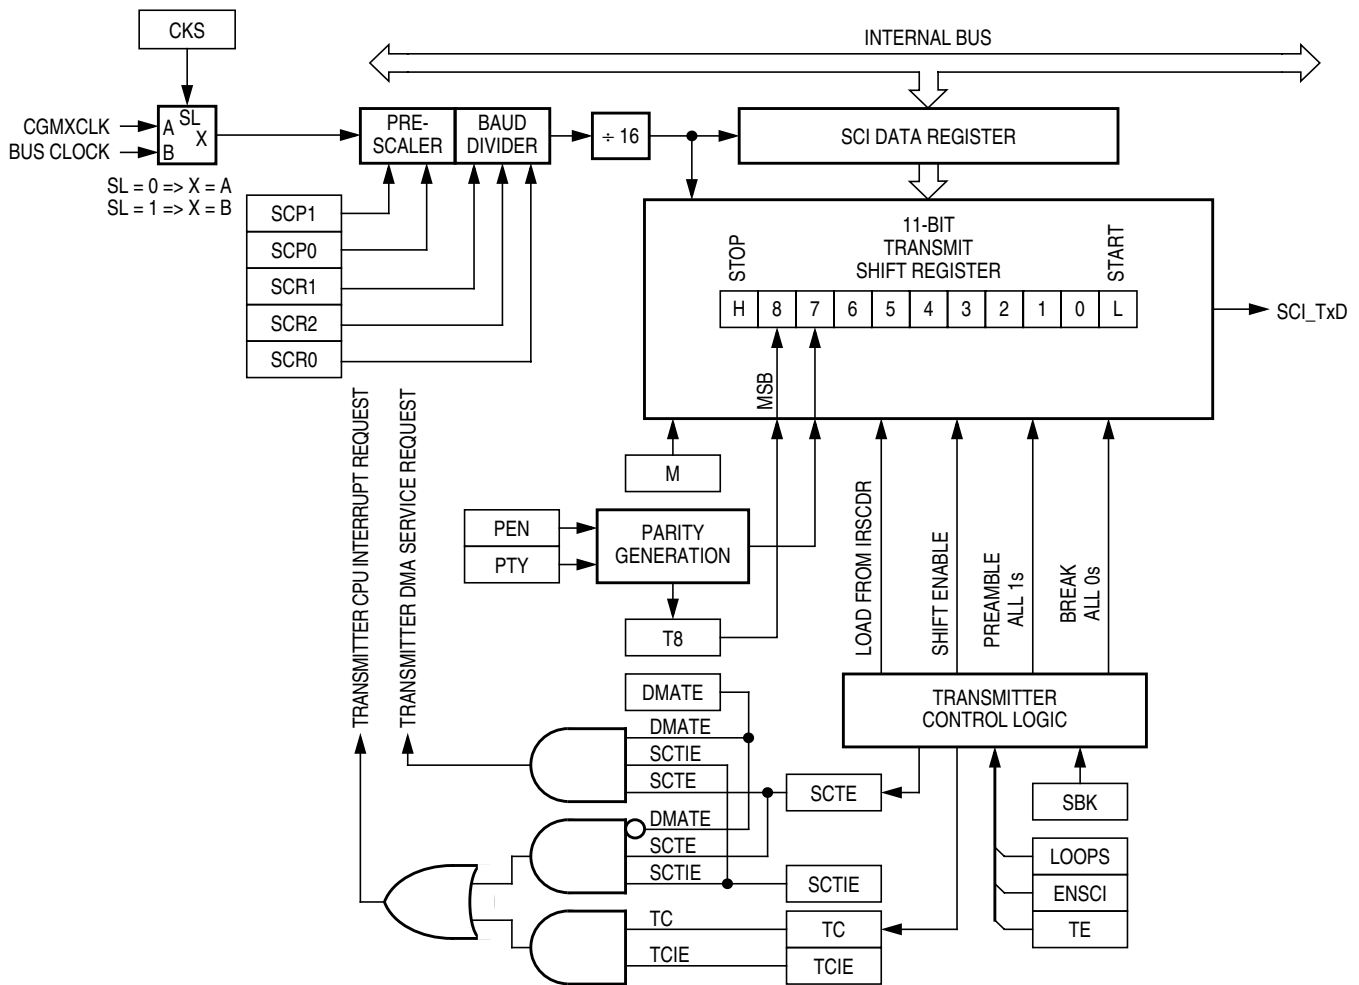 CKS
INTERNAL BUS
CGMXCLK
BUS CLOCK
A
SL
X
B
SL = 0 => X = A
SL = 1 => X = B
PRE-
SCALER
BAUD
DIVIDER
÷ 16
SCI DATA REGISTER
SCP1
SCP0
SCR1
SCR2
SCR0
11-BIT
TRANSMIT
SHIFT REGISTER
STOP
START
H 8 7 6 5 4 3 2 1 0 L
SCI_TxD
MSB
TRANSMITTER CPU INTERRUPT REQUEST
TRANSMITTER DMA SERVICE REQUEST
M
PEN
PTY
PARITY
GENERATION
T8
LOAD FROM IRSCDR
SHIFT ENABLE
PREAMBLE
ALL 1s
BREAK
ALL 0s
TRANSMITTER
CONTROL LOGIC
DMATE
DMATE
SCTIE
SCTE
SCTE
SBK
DMATE
SCTE
SCTIE
SCTIE
LOOPS
ENSCI
TE
TC
TC
TCIE
TCIE